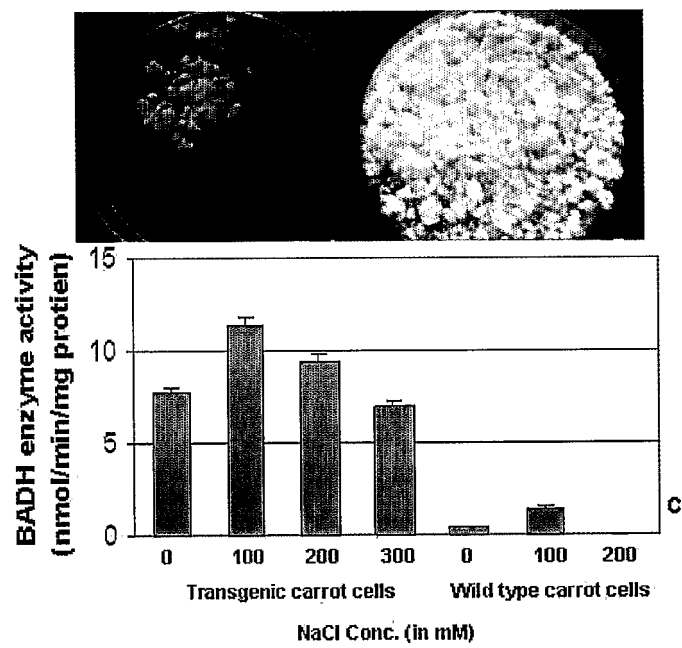 BADH enzyme activity
(nmol/min/mg protien)
15
10
5
0
0 100 200 300 0 100 200
C
Transgenic carrot cells Wild type carrot cells
NaCl Conc. (in mM)